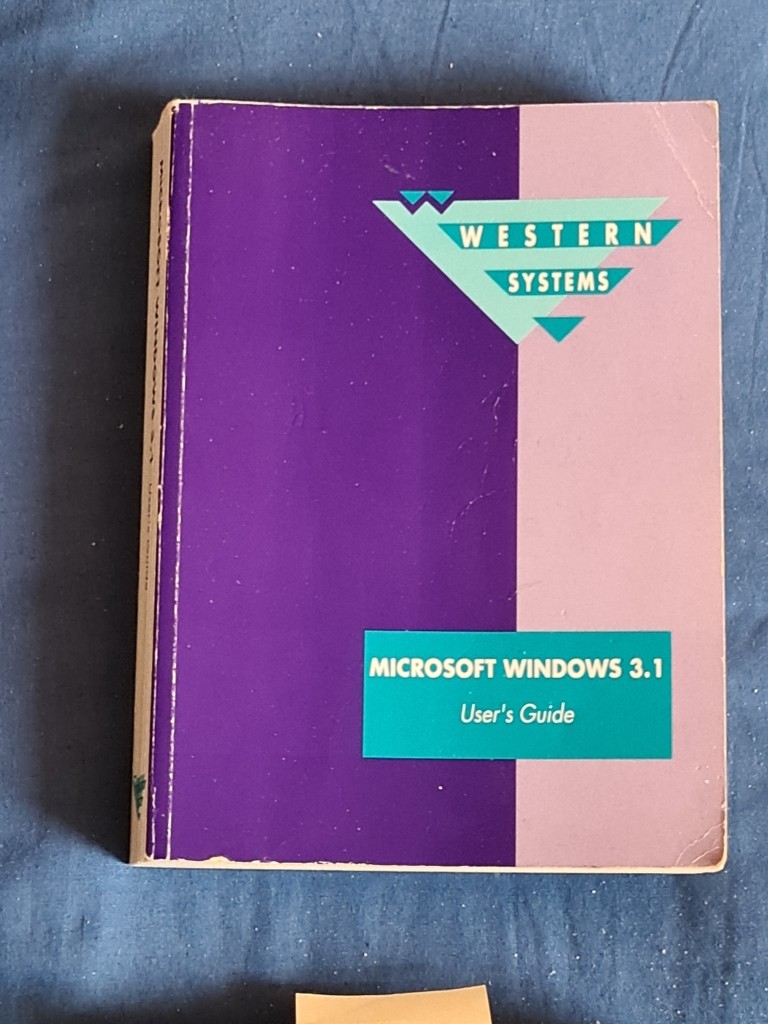 WESTERN
SYSTEMS
MICROSOFT WINDOWS 3.1
User's Guide